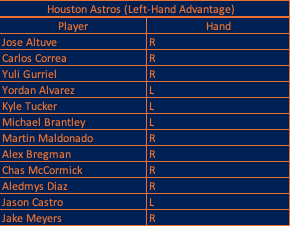 Houston Astros (Left-Hand Advantage)
Player Hand
Jose Altuve R
Carlos Correa R
Yuli Gurriel R
Yordan Alvarez L
Kyle Tucker L
Michael Brantley L
Martin Maldonado R
Alex Bregman R
Chas McCormick R
Aledmys Diaz R
Jason Castro L
Jake Meyers R